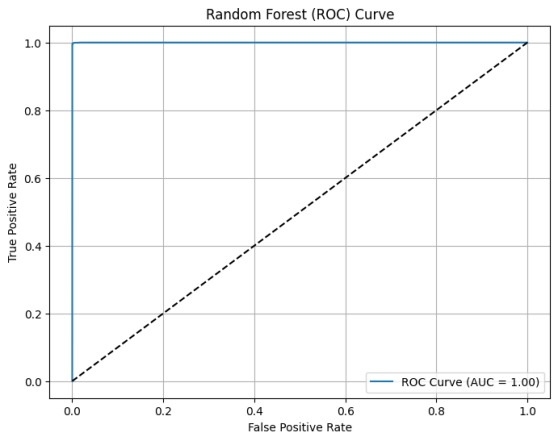 Random Forest (ROC) Curve
True Positive Rate
1.0
0.8
0.6
0.4
0.2
0.0
ROC Curve (AUC = 1.00)
0.0 0.2 0.4 0.6 0.8 1.0
False Positive Rate